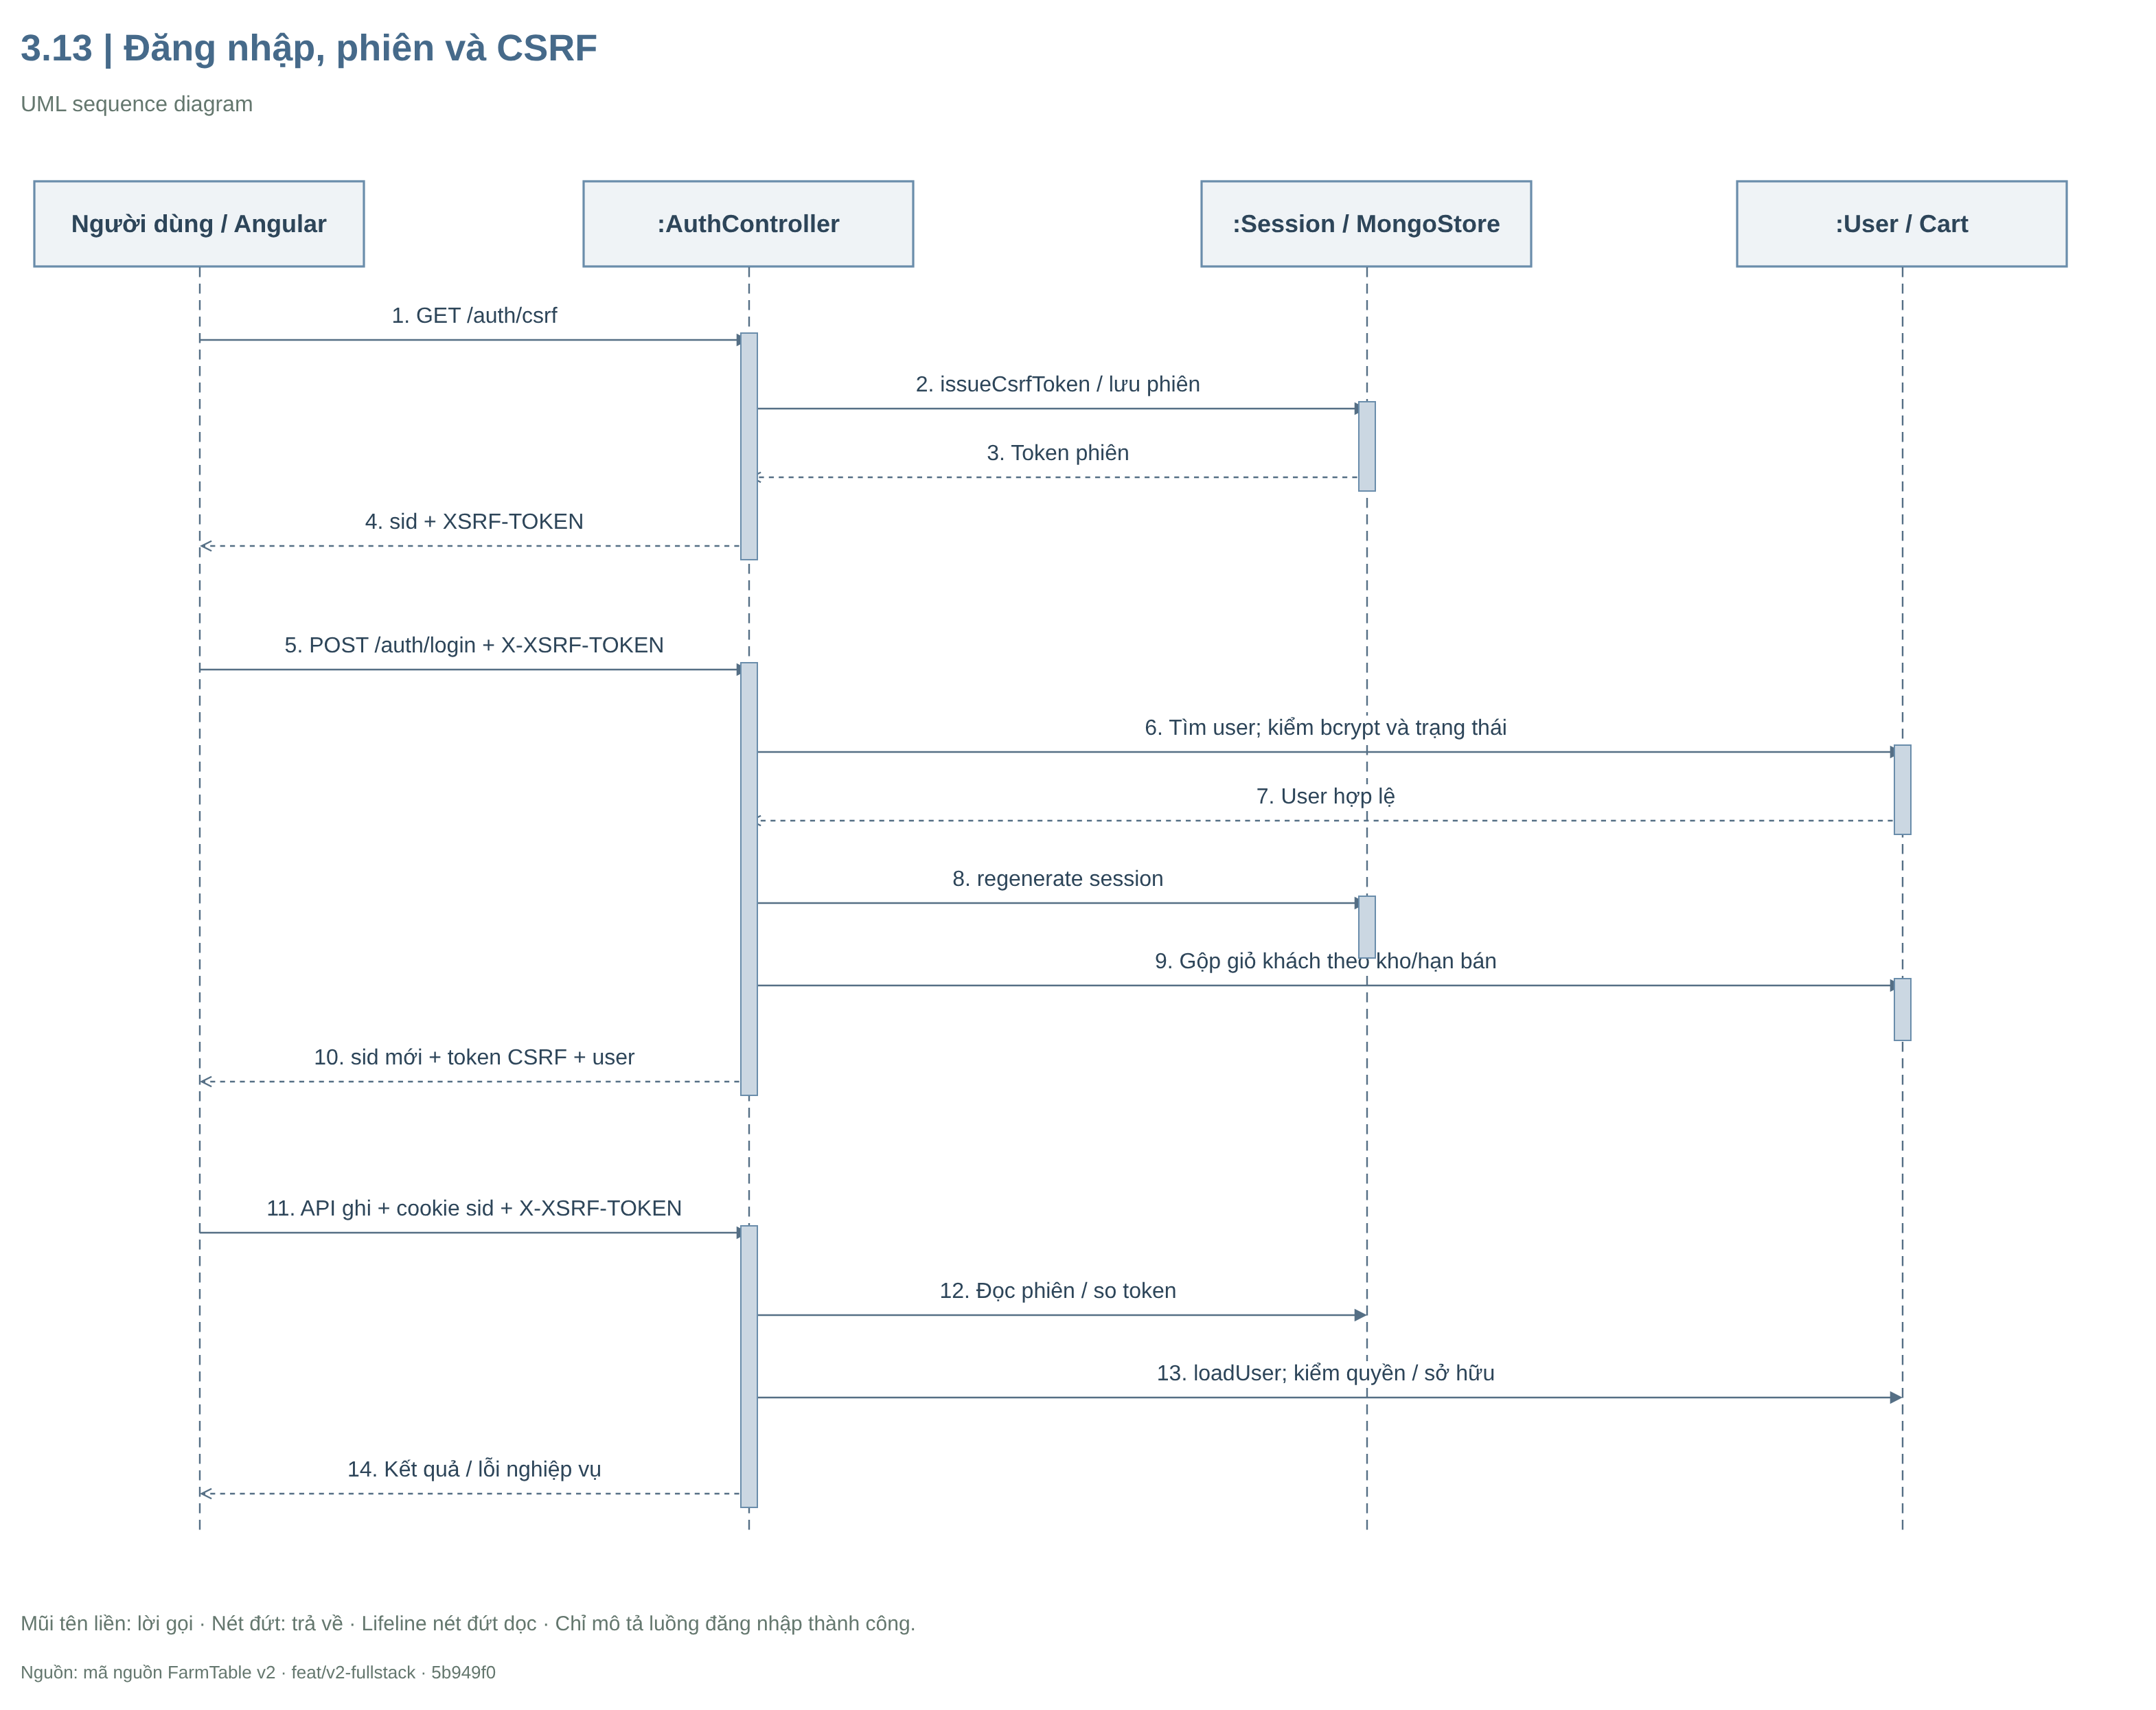 3.13 | Đăng nhập, phiên và CSRF
UML sequence diagram
Người dùng / Angular
:AuthController
:Session / MongoStore
:User / Cart
1. GET /auth/csrf
2. issueCsrfToken / lưu phiên
3. Token phiên
4. sid + XSRF-TOKEN
5. POST /auth/login + X-XSRF-TOKEN
6. Tìm user; kiểm bcrypt và trạng thái
7. User hợp lệ
8. regenerate session
9. Gộp giỏ khách theo kho/hạn bán
10. sid mới + token CSRF + user
11. API ghi + cookie sid + X-XSRF-TOKEN
12. Đọc phiên / so token
13. loadUser; kiểm quyền / sở hữu
14. Kết quả / lỗi nghiệp vụ
Mũi tên liền: lời gọi · Nét đứt: trả về · Lifeline nét đứt dọc · Chỉ mô tả luồng đăng nhập thành công.
Nguồn: mã nguồn FarmTable v2 · feat/v2-fullstack · 5b949f0